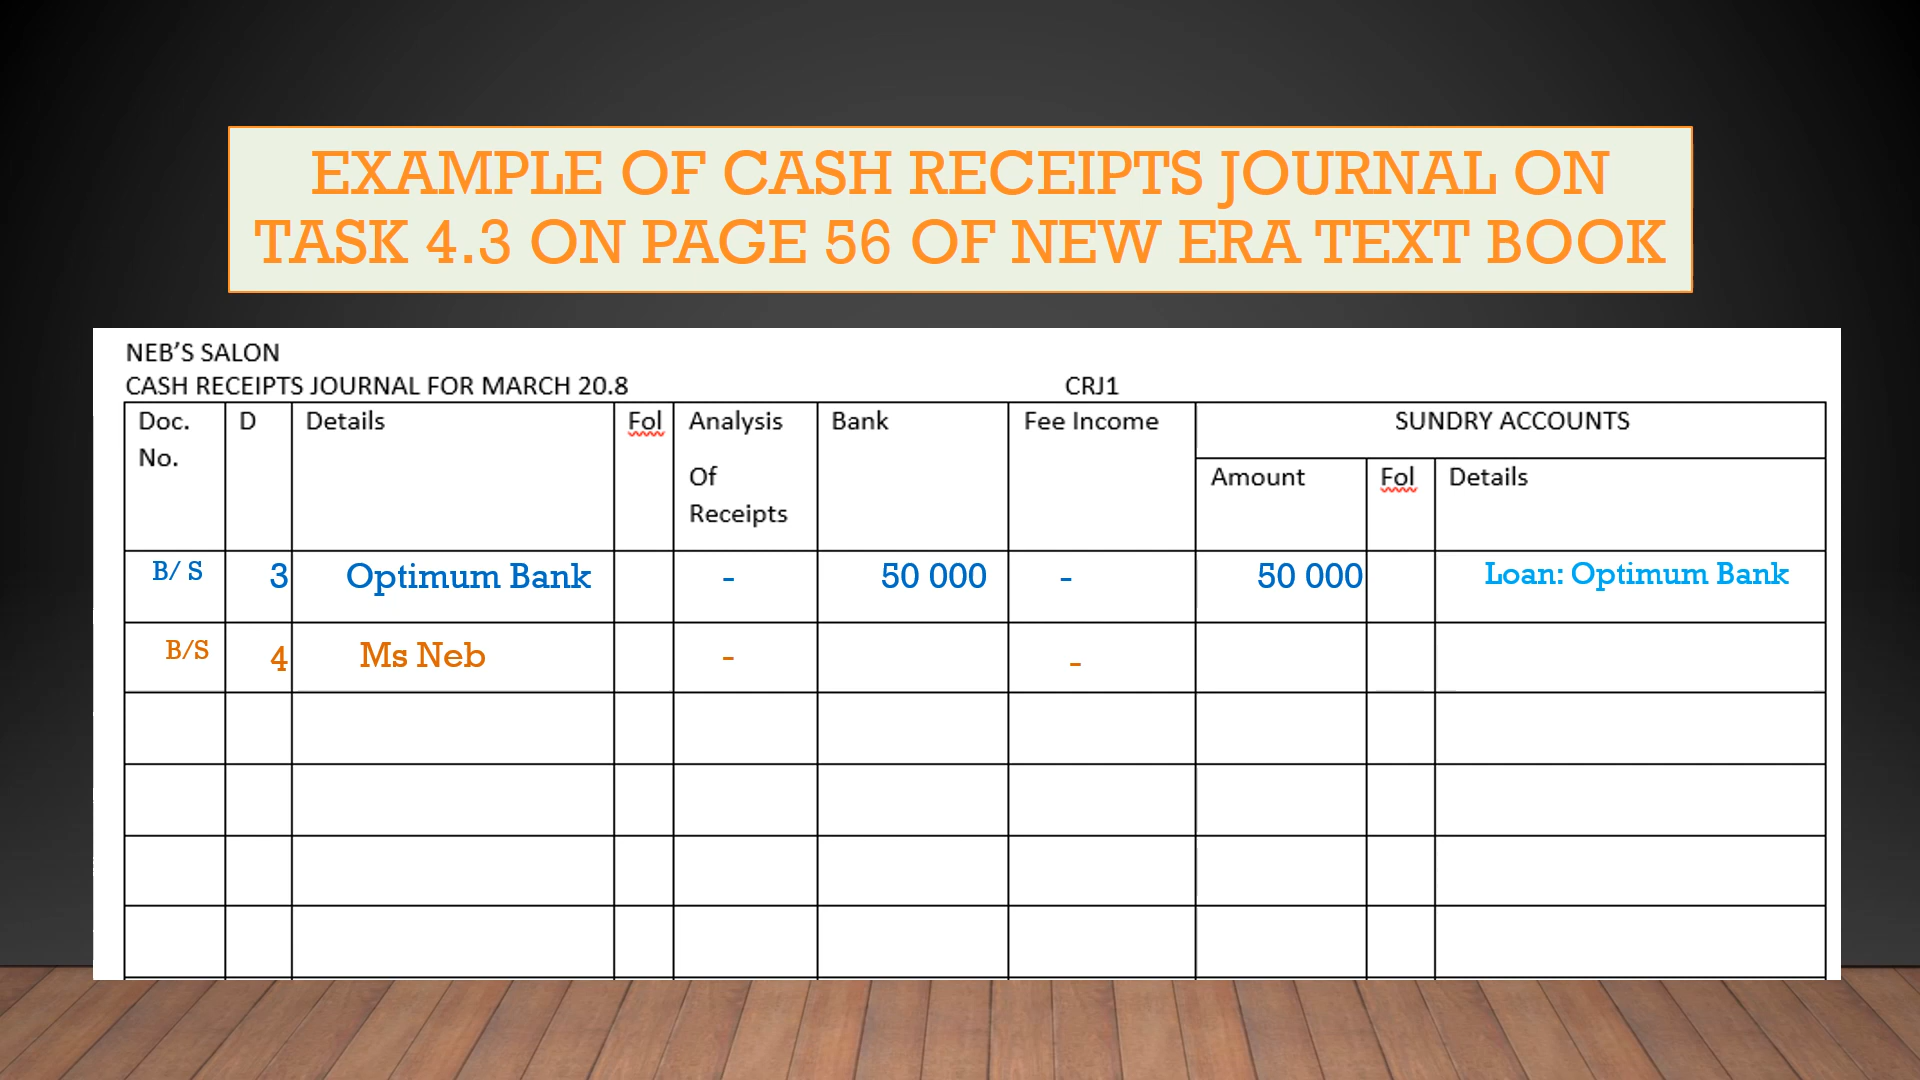 EXAMPLE OF CASH RECEIPTS JOURNAL ON
TASK 4.3 ON PAGE 56 OF NEW ERA TEXT BOOK
NEB'S SALON
CASH RECEIPTS JOURNAL FOR MARCH 20.8 CRJ1
Doc. No. D Details Fol Analysis Of Receipts Bank Fee Income SUNDRY ACCOUNTS
Amount Fol Details
B/ S 3 Optimum Bank - 50 000 - 50 000 Loan: Optimum Bank
B/S 4 Ms Neb - -